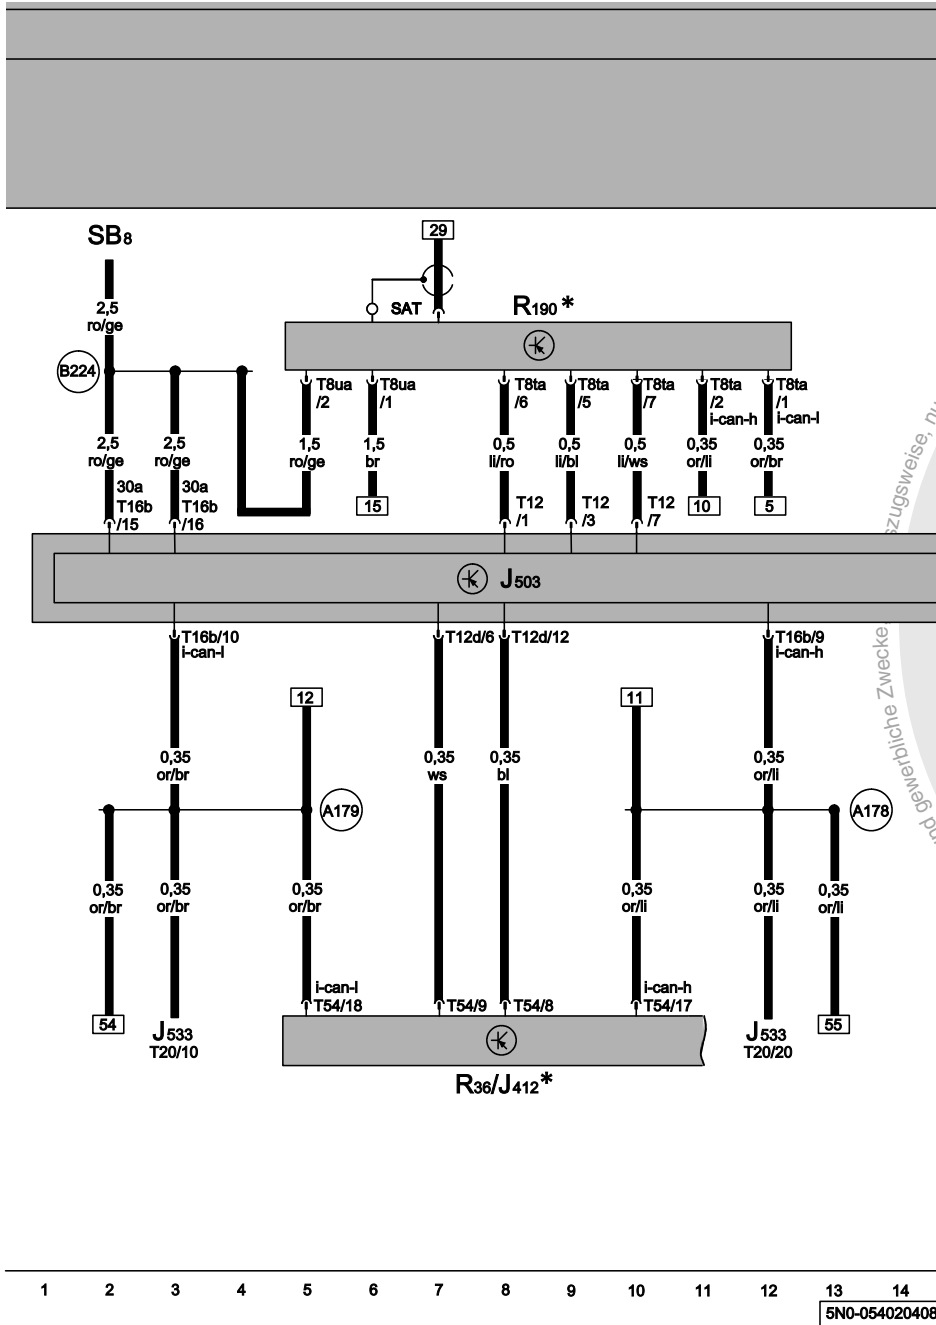 29
SB8
R190*
SAT
2,5
ro/ge
B224
T8ua
/2
T8ua
/1
T8ta
/6
T8ta
/5
T8ta
/7
T8ta
/2
i-can-h
T8ta
/1
i-can-l
2,5
ro/ge
2,5
ro/ge
1,5
ro/ge
1,5
br
0,5
li/ro
0,5
li/bl
0,5
li/ws
0,35
or/li
0,35
or/br
30a
T16b
/15
30a
T16b
/16
15
T12
/1
T12
/3
T12
/7
10
5
J503
T16b/10
i-can-l
T12d/6
T12d/12
T16b/9
i-can-h
12
11
0,35
or/br
0,35
ws
0,35
bl
0,35
or/li
A179
A178
0,35
or/br
0,35
or/br
0,35
or/br
0,35
or/li
0,35
or/li
0,35
or/li
i-can-l
T54/18
T54/9
T54/8
i-can-h
T54/17
54
J533
T20/10
J533
T20/20
55
R36/J412*
1 2 3 4 5 6 7 8 9 10 11 12 13 14
5N0-054020408
gewerbliche Zwecke,